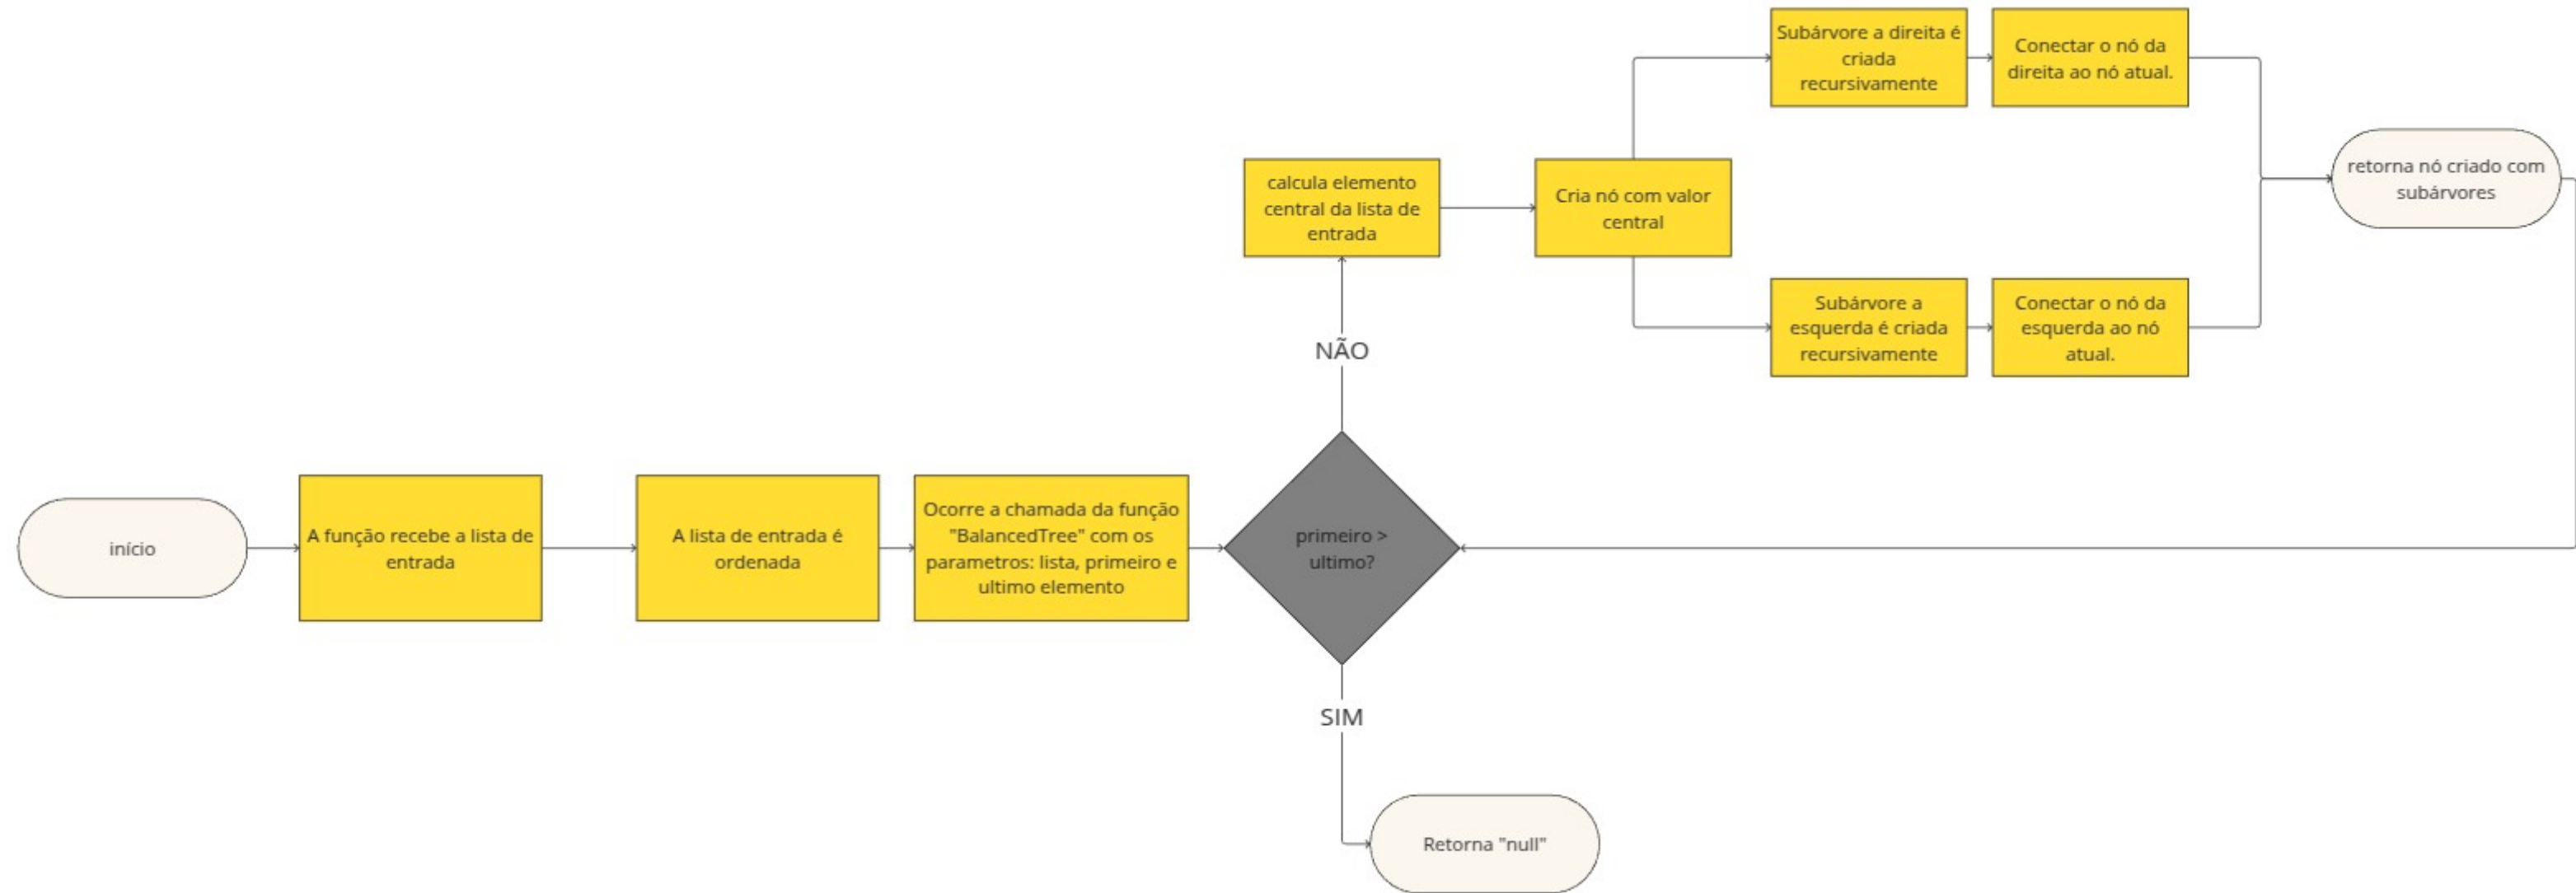 início
A função recebe a lista de
entrada
A lista de entrada é
ordenada
Ocorre a chamada da função
"BalancedTree" com os
parametros: lista, primeiro e
ultimo elemento
primeiro >
ultimo?
NÃO
calcula elemento
central da lista de
entrada
Cria nó com valor
central
Subárvore a direita é
criada
recursivamente
Conectar o nó da
direita ao nó atual.
Subárvore a
esquerda é criada
recursivamente
Conectar o nó da
esquerda ao nó
atual.
retorna nó criado com
subárvores
SIM
Retorna "null"